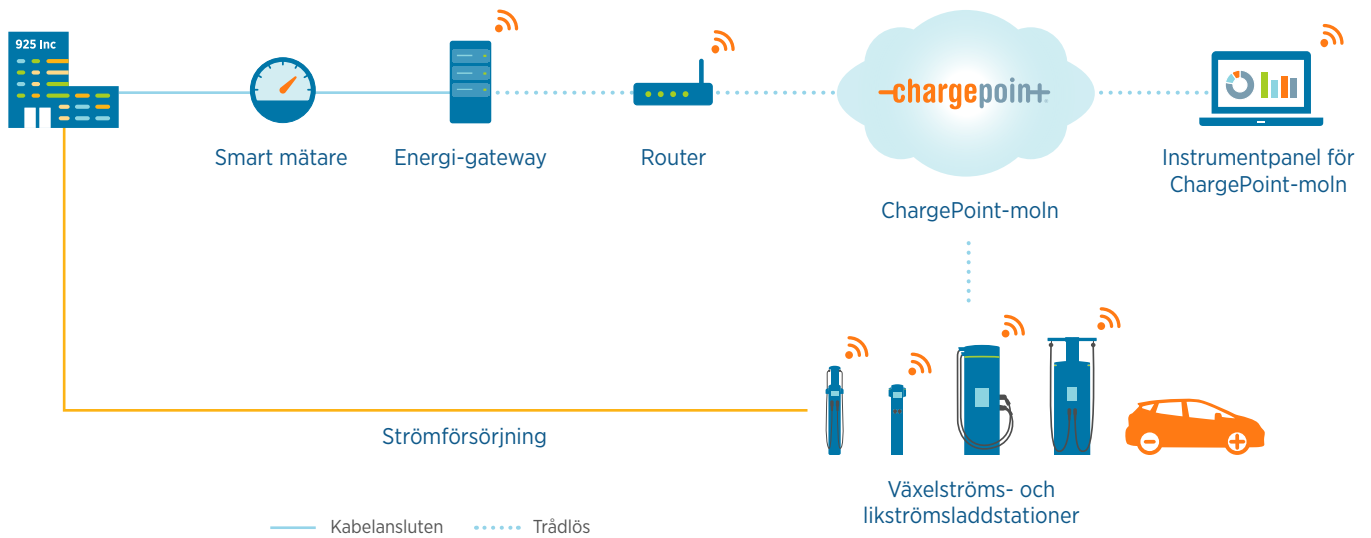 925 Inc
Smart mätare
Energi-gateway
Router
chargepoin+
ChargePoint-moln
Instrumentpanel för
ChargePoint-moln
Strömförsörjning
Växelströms- och
likströmsladdstationer
Kabelansluten
Trådlös